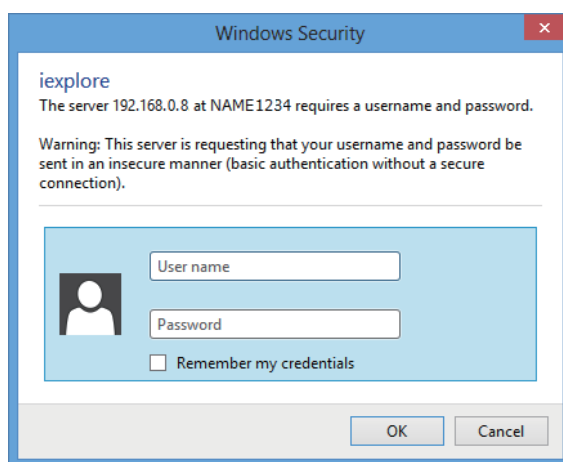 Windows Security
iexplore
The server 192.168.0.8 at NAME1234 requires a username and password.
Warning: This server is requesting that your username and password be
sent in an insecure manner (basic authentication without a secure
connection).
User name
Password
Remember my credentials
OK Cancel